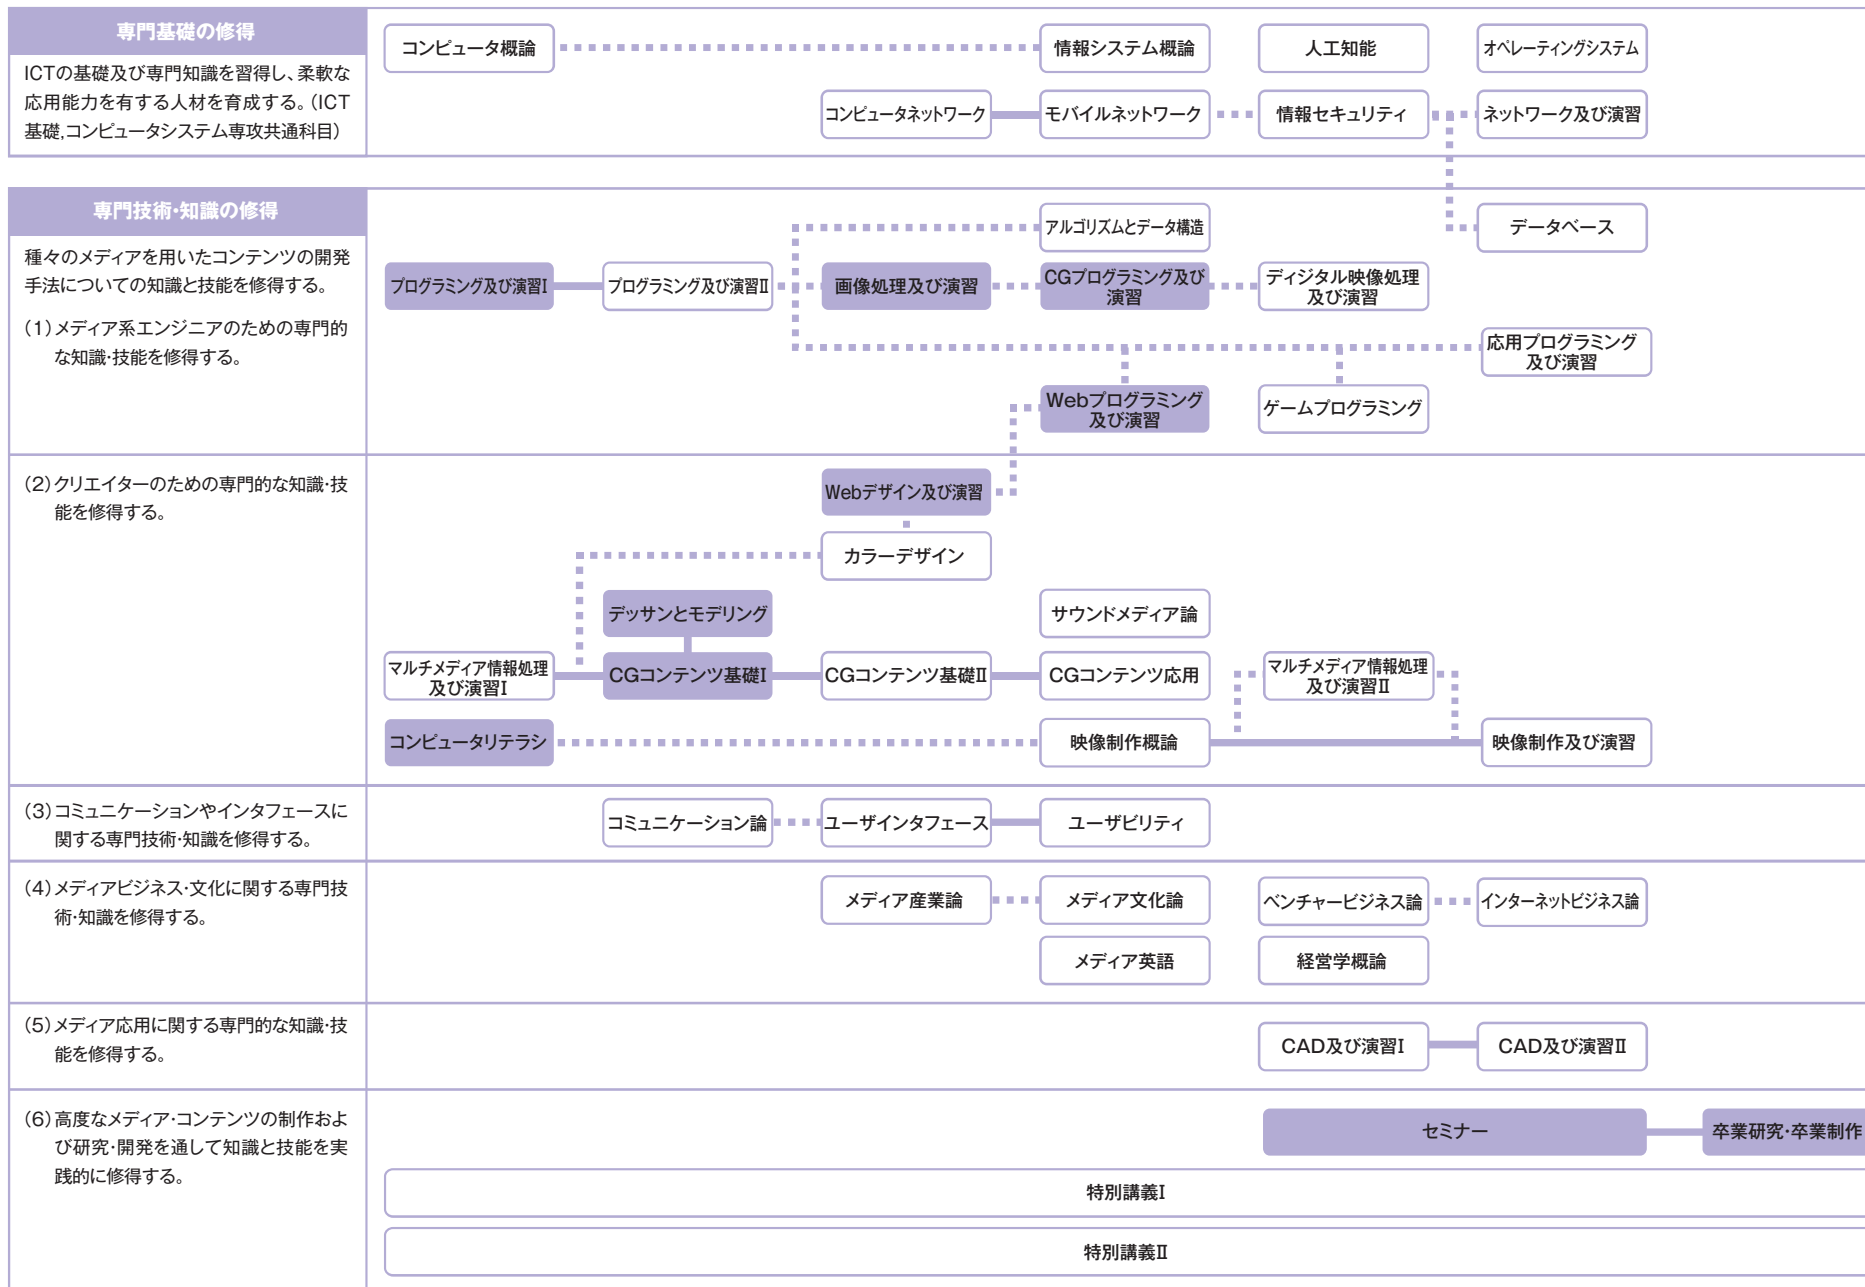 専門基礎の修得
ICTの基礎及び専門知識を習得し、柔軟な
応用能力を有する人材を育成する。(ICT
基礎,コンピュータシステム専攻共通科目)
コンピュータ概論
情報システム概論
人工知能
オペレーティングシステム
コンピュータネットワーク
モバイルネットワーク
情報セキュリティ
ネットワーク及び演習
専門技術・知識の修得
種々のメディアを用いたコンテンツの開発
手法についての知識と技能を修得する。
(1)メディア系エンジニアのための専門的
な知識・技能を修得する。
アルゴリズムとデータ構造
データベース
プログラミング及び演習I
プログラミング及び演習II
画像処理及び演習
CGプログラミング及び
演習
ディジタル映像処理
及び演習
応用プログラミング
及び演習
Webプログラミング
及び演習
ゲームプログラミング
(2)クリエイターのための専門的な知識・技
能を修得する。
Webデザイン及び演習
カラーデザイン
デッサンとモデリング
サウンドメディア論
マルチメディア情報処理
及び演習I
CGコンテンツ基礎I
CGコンテンツ基礎II
CGコンテンツ応用
マルチメディア情報処理
及び演習II
コンピュータリテラシ
映像制作概論
映像制作及び演習
(3)コミュニケーションやインタフェースに
関する専門技術・知識を修得する。
コミュニケーション論
ユーザインタフェース
ユーザビリティ
(4)メディアビジネス・文化に関する専門技
術・知識を修得する。
メディア産業論
メディア文化論
ベンチャービジネス論
インターネットビジネス論
メディア英語
経営学概論
(5)メディア応用に関する専門的な知識・技
能を修得する。
CAD及び演習I
CAD及び演習II
(6)高度なメディア・コンテンツの制作およ
び研究・開発を通して知識と技能を実
践的に修得する。
セミナー
卒業研究・卒業制作
特別講義I
特別講義II